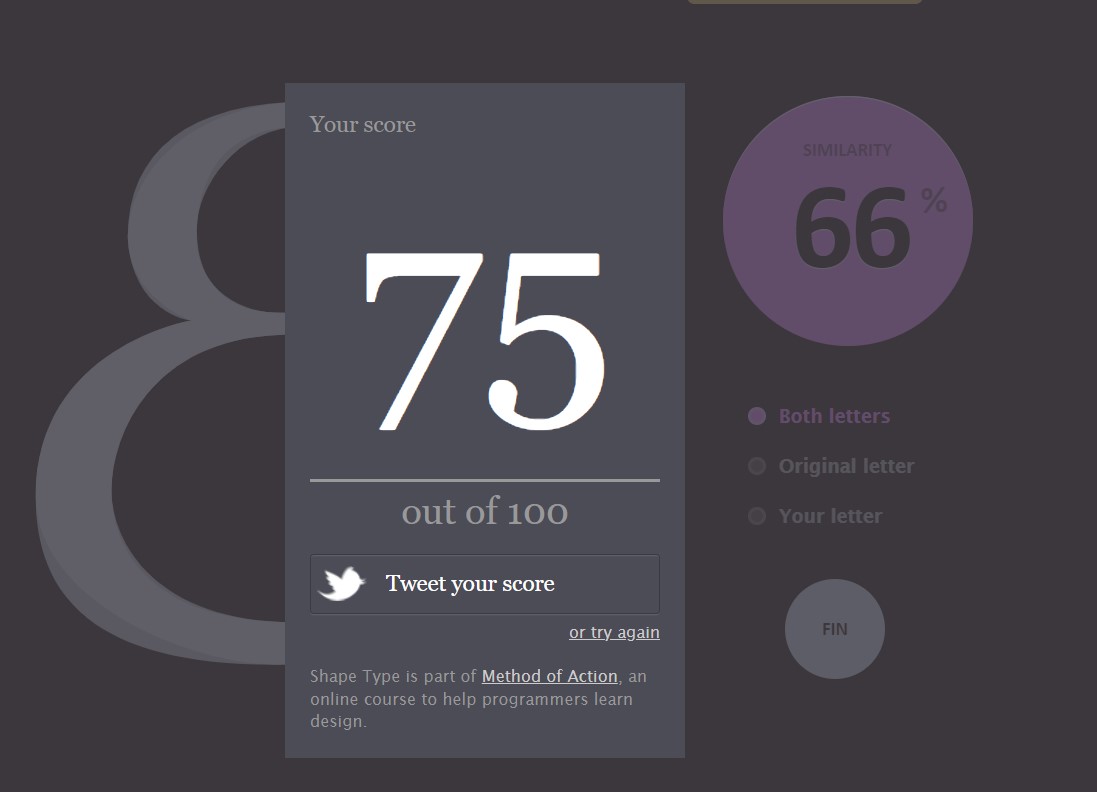 Your score
75
out of 100
Tweet your score
or try again
Shape Type is part of Method of Action, an
online course to help programmers learn
design.
SIMILARITY
66 %
Both letters
Original letter
Your letter
FIN